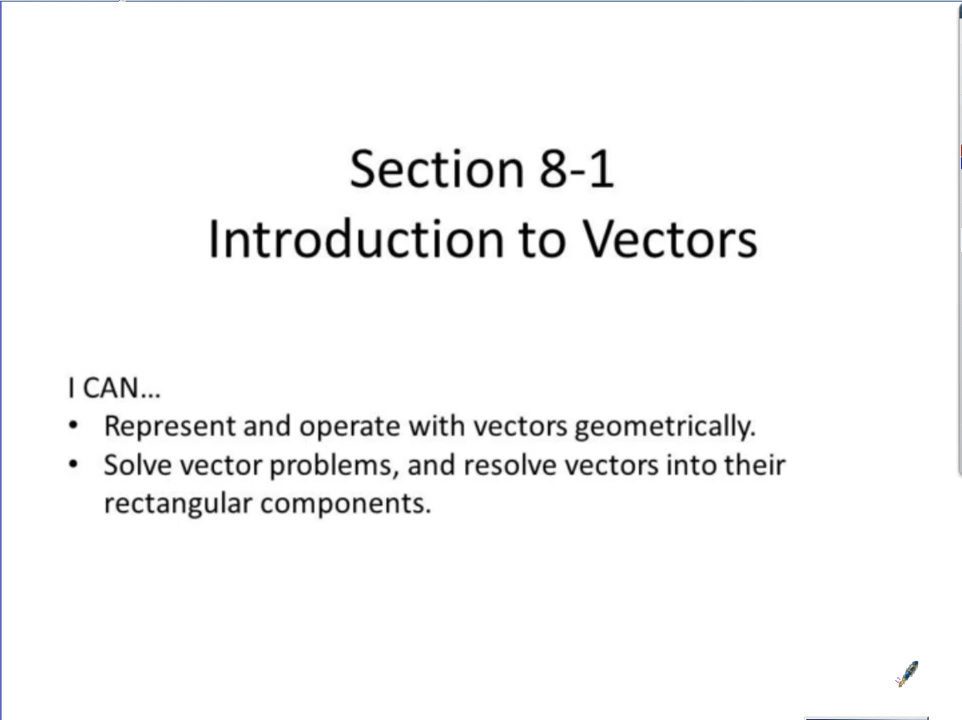 Section 8-1
Introduction to Vectors
I CAN...
• Represent and operate with vectors geometrically.
• Solve vector problems, and resolve vectors into their
rectangular components.